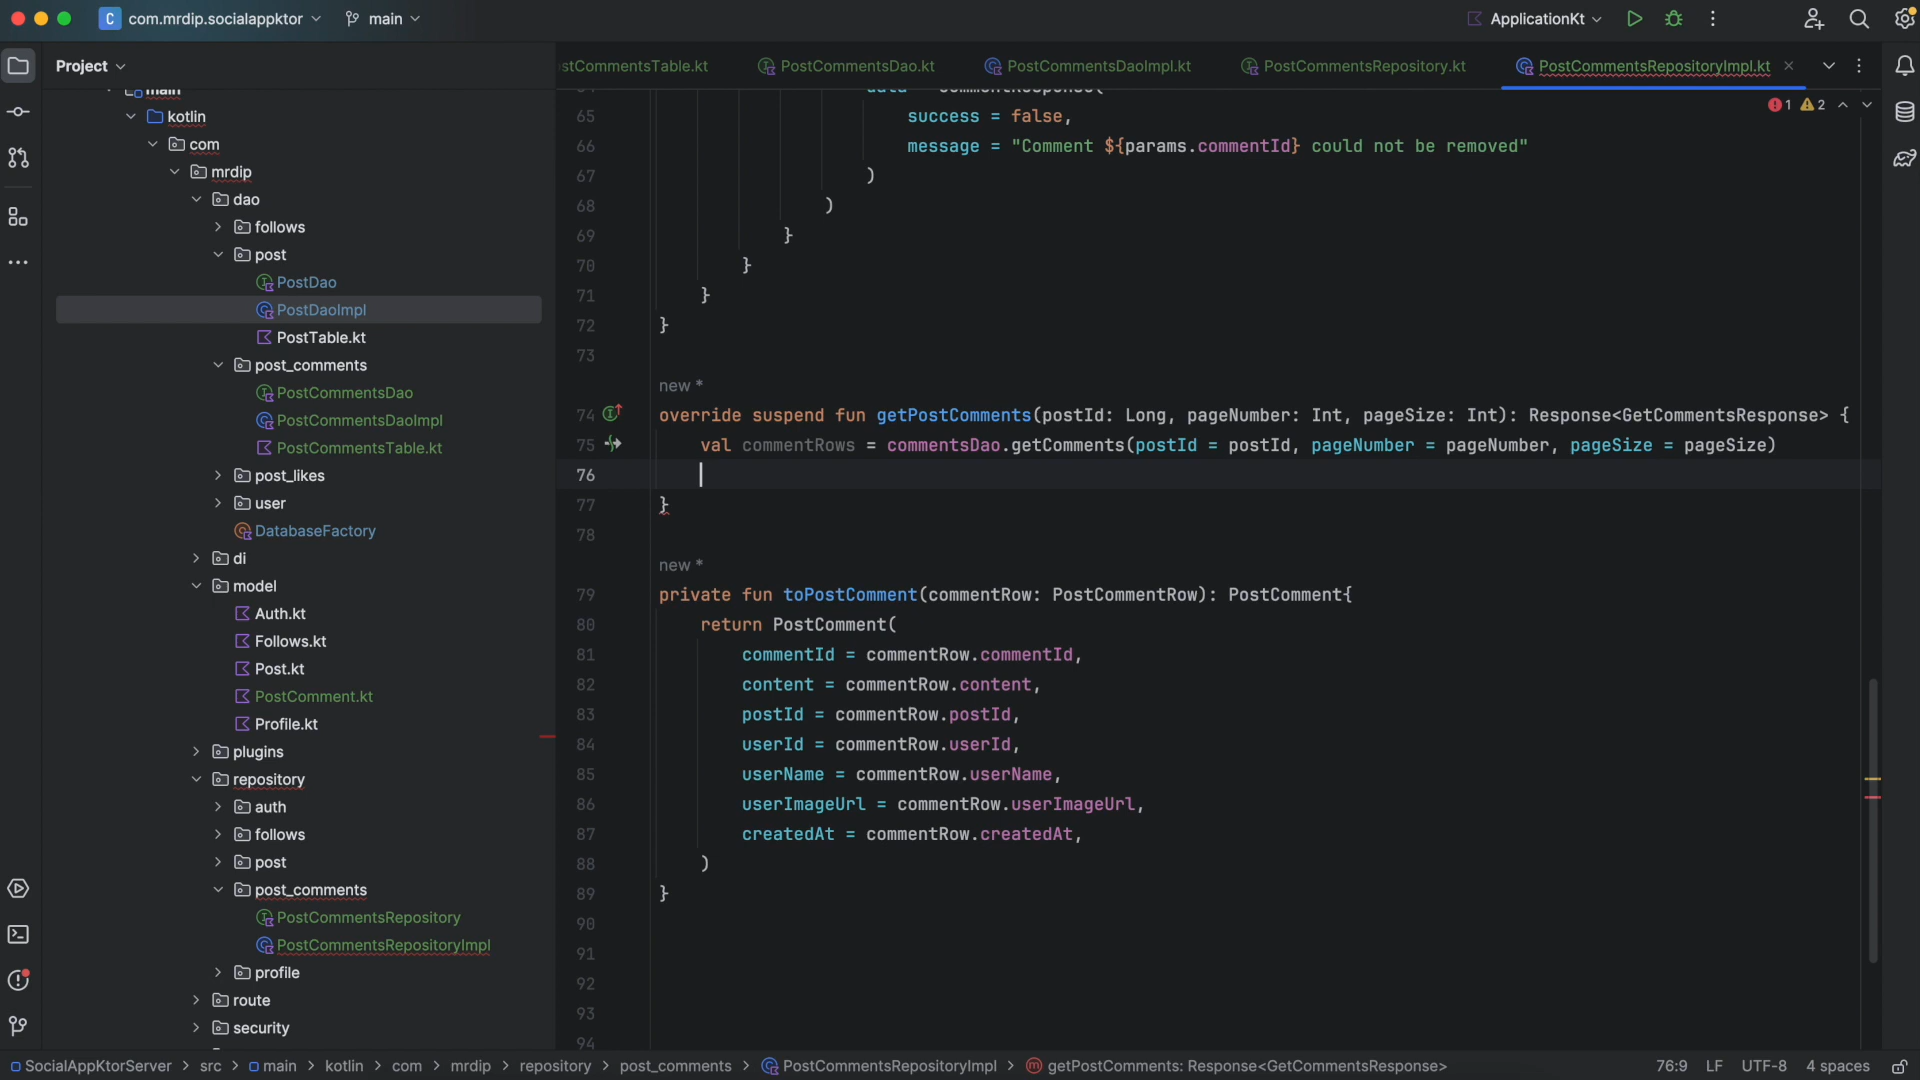 C com.mrdip.socialappktor main ApplicationKt
Project
stCommentsTable.kt PostCommentsDao.kt PostCommentsDaoImpl.kt PostCommentsRepository.kt PostCommentsRepositoryImpl.kt
1 2
main
kotlin
com
mrdip
dao
follows
post
PostDao
PostDaoImpl
PostTable.kt
post_comments
PostCommentsDao
PostCommentsDaoImpl
PostCommentsTable.kt
post_likes
user
DatabaseFactory
di
model
Auth.kt
Follows.kt
Post.kt
PostComment.kt
Profile.kt
plugins
repository
auth
follows
post
post_comments
PostCommentsRepository
PostCommentsRepositoryImpl
profile
route
security
65 success = false,
66 message = "Comment ${params.commentId} could not be removed"
67 )
68 )
69 }
70 }
71 }
72 }
73
new *
74 override suspend fun getPostComments(postId: Long, pageNumber: Int, pageSize: Int): Response<GetCommentsResponse> {
75 val commentRows = commentsDao.getComments(postId = postId, pageNumber = pageNumber, pageSize = pageSize)
76
77 }
78
new *
79 private fun toPostComment(commentRow: PostCommentRow): PostComment{
80 return PostComment(
81 commentId = commentRow.commentId,
82 content = commentRow.content,
83 postId = commentRow.postId,
84 userId = commentRow.userId,
85 userName = commentRow.userName,
86 userImageUrl = commentRow.userImageUrl,
87 createdAt = commentRow.createdAt,
88 )
89 }
90
91
92
93
94
SocialAppKtorServer > src > main > kotlin > com > mrdip > repository > post_comments > PostCommentsRepositoryImpl > getPostComments: Response<GetCommentsResponse> 76:9 LF UTF-8 4 spaces